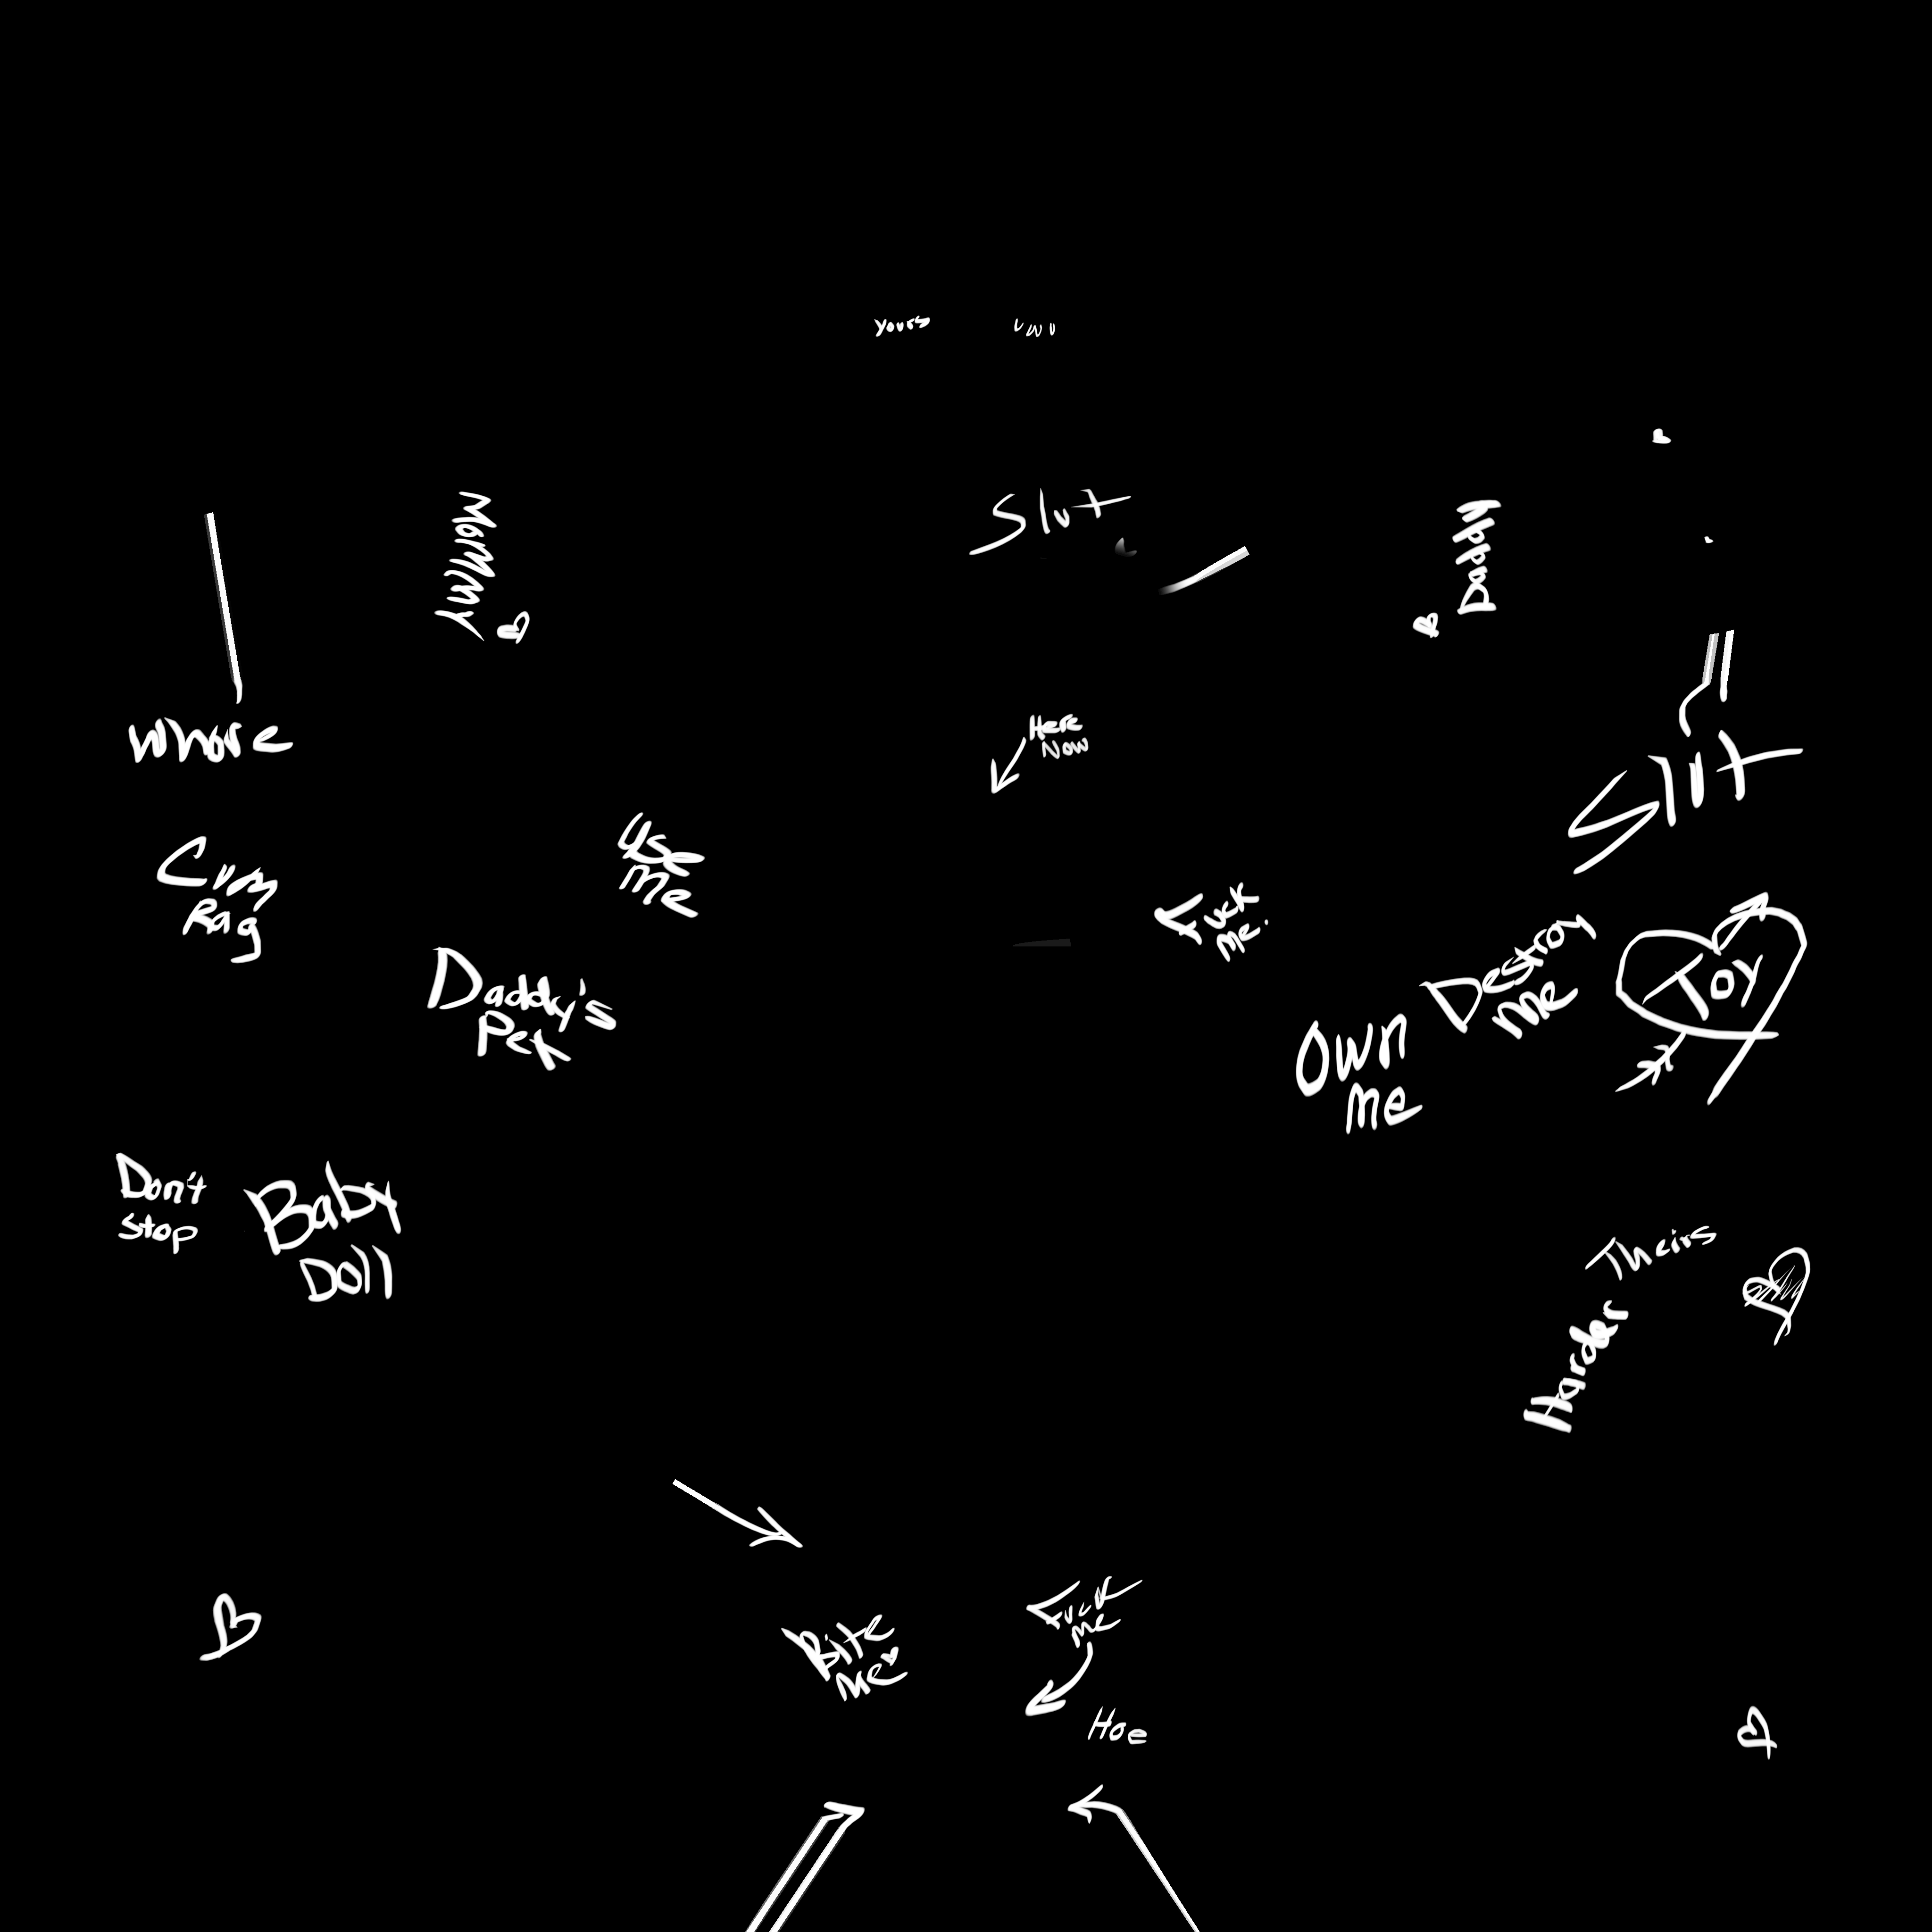 yours
Slut
Mommy
Daddy
Whore
Here
Now
Slut
Cum
Rag
Use
me
Fuck
me.
Destroy
me
Toy
Daddy's
Pet
Own
me
Don't
stop
Baby
Doll
Theirs
Harder
Fuck
me
Bite
me
Hoe